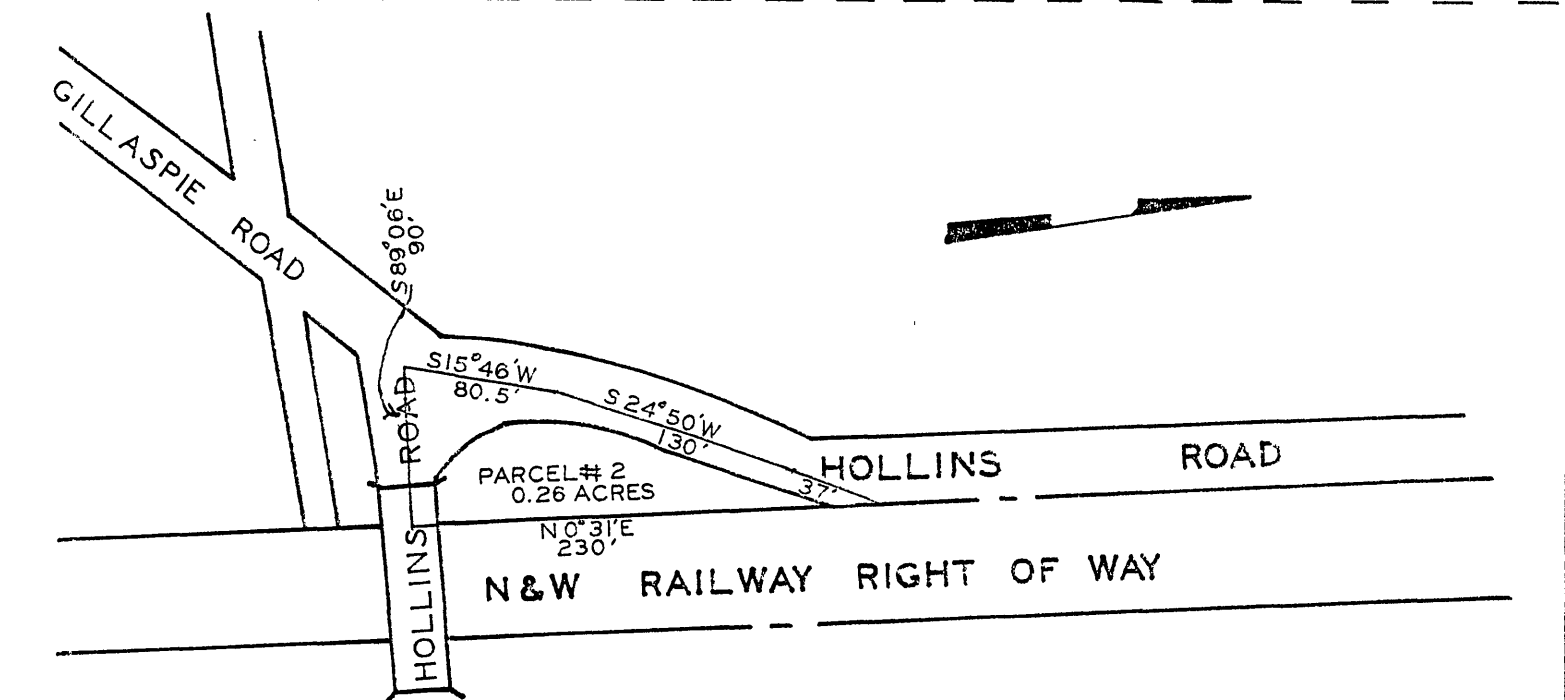 GILLASPIE ROAD
S89°06'E
90'
S15°46'W
80.5'
S 24°50'W
130'
37'
HOLLINS ROAD
PARCEL# 2
0.26 ACRES
N 0°31'E
230'
HOLLINS ROAD
N & W RAILWAY RIGHT OF WAY